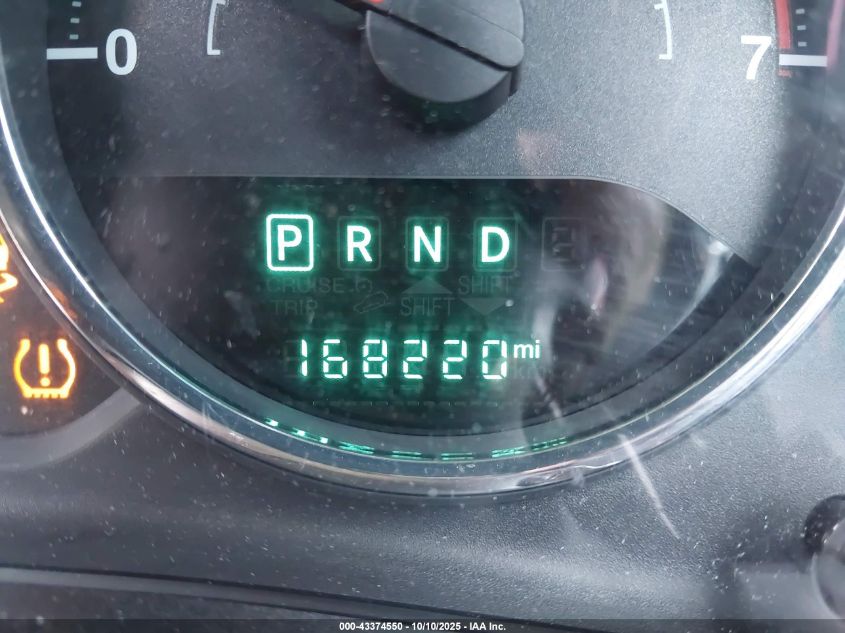 0 7
P R N D
CRUISE SHIFT
TRIP SHIFT
168220 mi
000-43374550 - 10/10/2025 - IAA Inc.